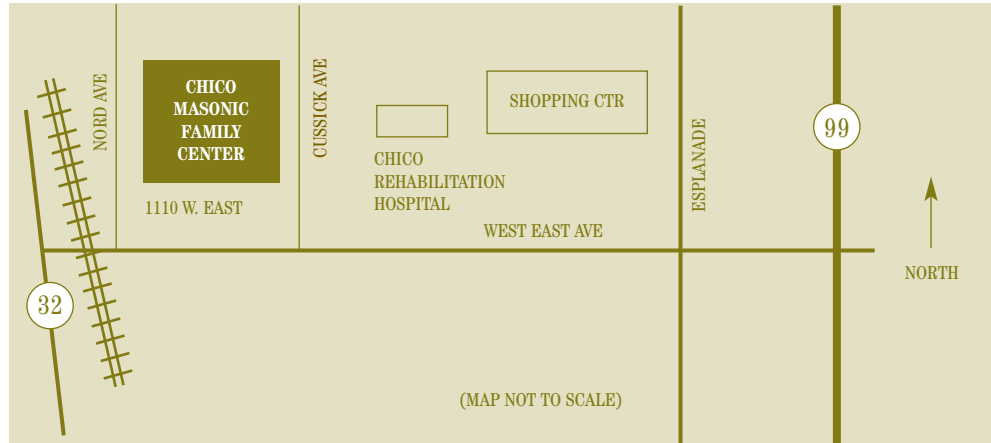 NORD AVE
CHICO
MASONIC
FAMILY
CENTER
1110 W. EAST
CUSSICK AVE
CHICO
REHABILITATION
HOSPITAL
SHOPPING CTR
WEST EAST AVE
ESPLANADE
99
32
NORTH
(MAP NOT TO SCALE)